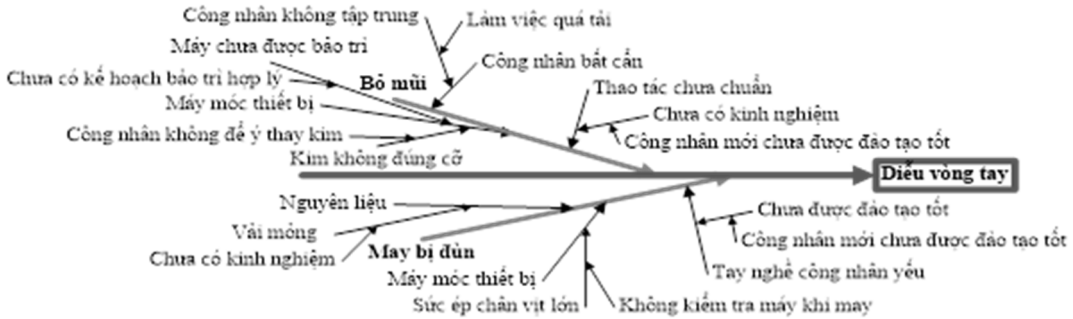 Công nhân không tập trung
Làm việc quá tải
Máy chưa được bảo trì
Công nhân bất cẩn
Chưa có kế hoạch bảo trì hợp lý
Bỏ mũi
Thao tác chưa chuẩn
Máy móc thiết bị
Chưa có kinh nghiệm
Công nhân không để ý thay kim
Công nhân mới chưa được đảo tạo tốt
Kim không đúng cỡ
Diễu vòng tay
Nguyên liệu
Chưa được đảo tạo tốt
Vải mỏng
Công nhân mới chưa được đảo tạo tốt
Chưa có kinh nghiệm
May bị dùn
Máy móc thiết bị
Tay nghề công nhân yếu
Sức ép chân vịt lớn
Không kiểm tra máy khi may